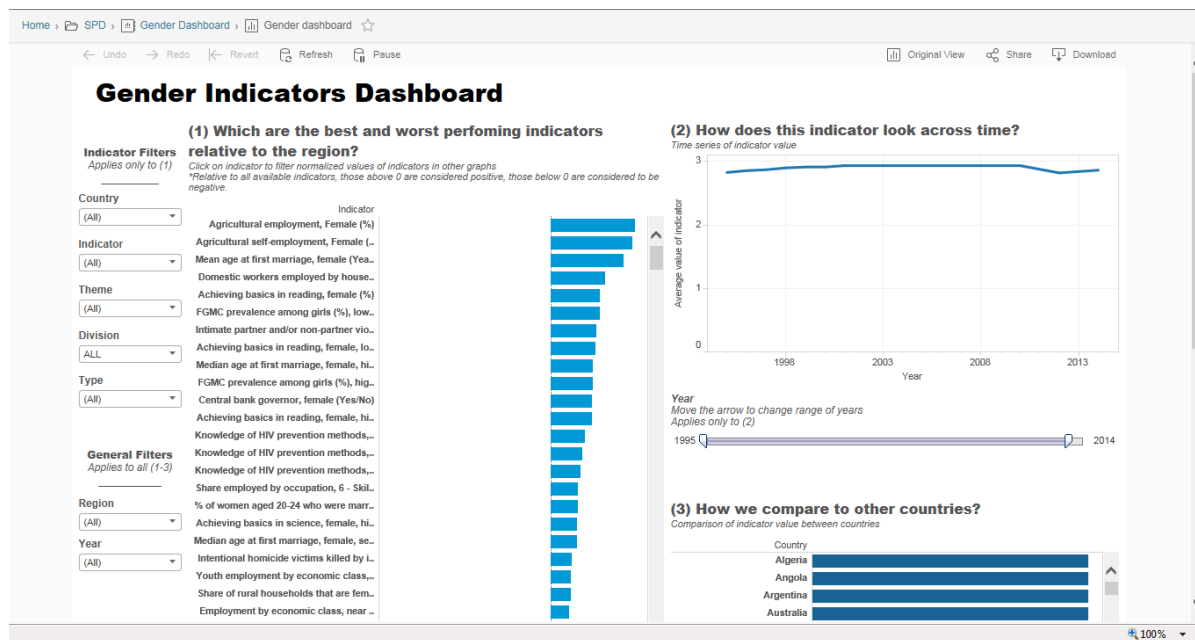 Home › SPD › Gender Dashboard › Gender dashboard
Undo Redo Revert Refresh Pause Original View Share Download
Gender Indicators Dashboard
Indicator Filters
Applies only to (1)
Country
(All)
Indicator
(All)
Theme
(All)
Division
ALL
Type
(All)
General Filters
Applies to all (1-3)
Region
(All)
Year
(All)
(1) Which are the best and worst perfoming indicators
relative to the region?
Click on indicator to filter normalized values of indicators in other graphs
*Relative to all available indicators, those above 0 are considered positive, those below 0 are considered to be
negative.
Indicator
Agricultural employment, Female (%)
Agricultural self-employment, Female (..
Mean age at first marriage, female (Yea..
Domestic workers employed by house..
Achieving basics in reading, female (%)
FGMC prevalence among girls (%), low..
Intimate partner and/or non-partner vio..
Achieving basics in reading, female, lo..
Median age at first marriage, female, hi..
FGMC prevalence among girls (%), hig..
Central bank governor, female (Yes/No)
Achieving basics in reading, female, hi..
Knowledge of HIV prevention methods,..
Knowledge of HIV prevention methods,..
Knowledge of HIV prevention methods,..
Share employed by occupation, 6 - Skil..
% of women aged 20-24 who were marr..
Achieving basics in science, female, hi..
Median age at first marriage, female, se..
Intentional homicide victims killed by i..
Youth employment by economic class,..
Share of rural households that are fem..
Employment by economic class, near ..
(2) How does this indicator look across time?
Time series of indicator value
Average value of indicator
3
2
1
0
1998 2003 2008 2013
Year
Year
Move the arrow to change range of years
Applies only to (2)
1995 2014
(3) How we compare to other countries?
Comparison of indicator value between countries
Country
Algeria
Angola
Argentina
Australia
100%